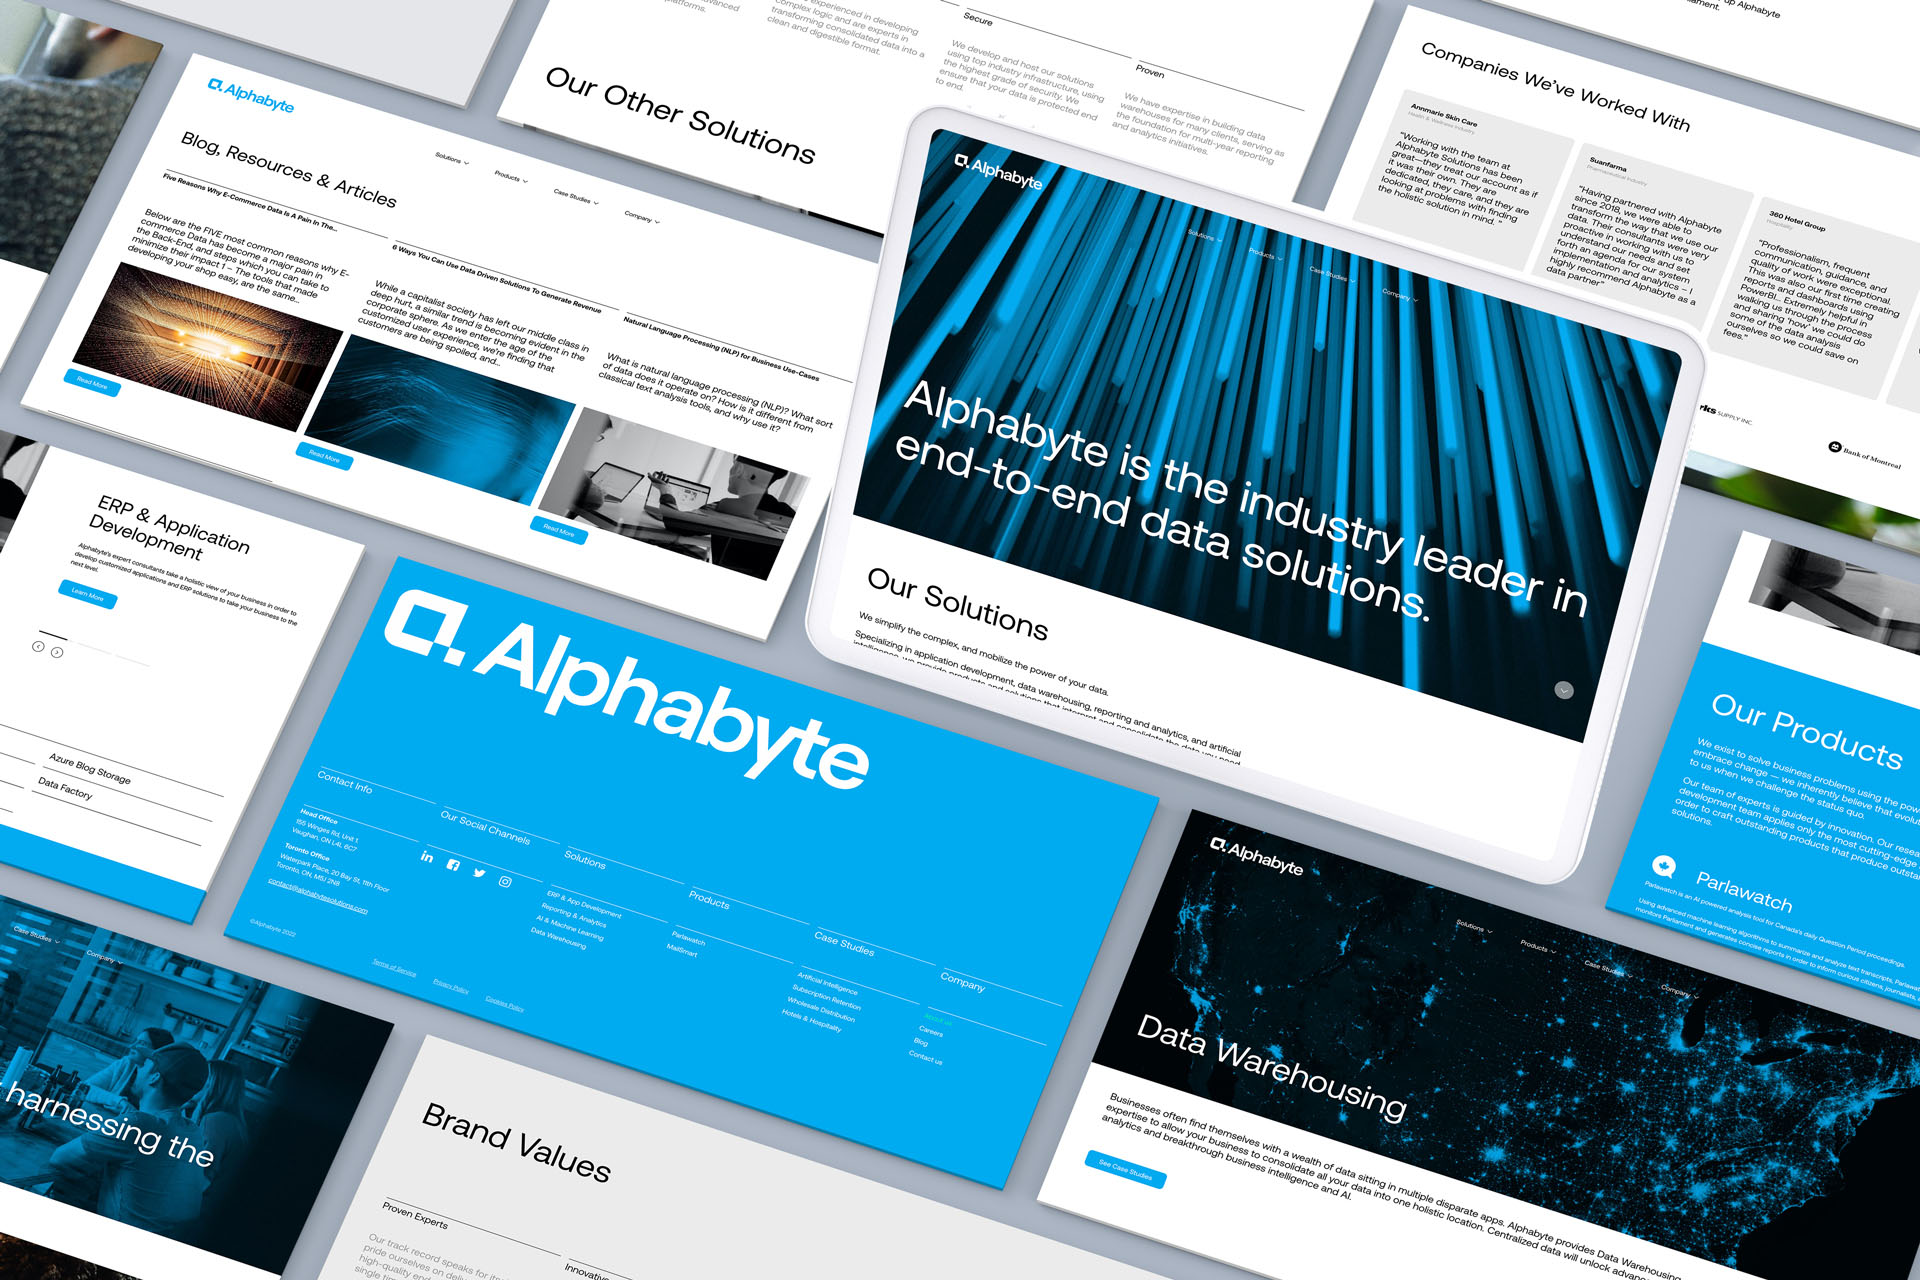 Alphabyte
Solutions
Products
Case Studies
Company
Blog, Resources & Articles
Five Reasons Why E-Commerce Data Is A Pain In The...
Below are the FIVE most common reasons why E-
commerce Data has become a major pain in
the Back-End, and steps which you can take to
minimize their impact 1 – The tools that made
developing your shop easy, are the same...
Read More
6 Ways You Can Use Data Driven Solutions To Generate Revenue
While a capitalist society has left our middle class in
deep hurt, a similar trend is becoming evident in the
corporate sphere. As we enter the age of the
customized user experience, we're finding that
customers are being spoiled, and...
Read More
Natural Language Processing (NLP) for Business Use-Cases
What is natural language processing (NLP)? What sort
of data does it operate on? How is it different from
classical text analysis tools, and why use it?
Read More
platforms.
experienced in developing
complex logic and are experts in
transforming consolidated data into a
clean and digestible format.
Secure
We develop and host our solutions
using top industry infrastructure, using
the highest grade of security. We
ensure that your data is protected end
to end.
Proven
We have expertise in building data
warehouses for many clients, serving as
the foundation for multi-year reporting
and analytics initiatives.
Our Other Solutions
up Alphabyte
Companies We've Worked With
Annmarie Skin Care
Health & Wellness Industry
"Working with the team at
Alphabyte Solutions has been
great—they treat our account as if
it was their own. They are
dedicated, they care, and they are
looking at problems with finding
the holistic solution in mind. "
Suanfarma
Pharmaceutical Industry
"Having partnered with Alphabyte
since 2018, we were able to
transform the way that we use our
data. Their consultants were very
proactive in working with us to
understand our needs and set
forth an agenda for our system
implementation and analytics – I
highly recommend Alphabyte as a
data partner"
360 Hotel Group
Hospitality
"Professionalism, frequent
communication, guidance, and
quality of work were exceptional.
This was also our first time creating
reports and dashboards using
PowerBI.. Extremely helpful in
walking us through the process
and sharing 'how' we could do
some of the data analysis
ourselves so we could save on
fees."
rks SUPPLY INC.
Bank of Montreal
Alphabyte
Solutions
Products
Case Studies
Company
Alphabyte is the industry leader in
end-to-end data solutions.
Our Solutions
We simplify the complex, and mobilize the power of your data.
Specializing in application development, data warehousing, reporting and analytics, and artificial
intelligence, we provide products and solutions that interpret and consolidate the data you need
ERP & Application
Development
Alphabyte's expert consultants take a holistic view of your business in order to
develop customized applications and ERP solutions to take your business to the
next level.
Learn More
Azure Blog Storage
Data Factory
Alphabyte
Contact Info
Head Office
155 Winges Rd, Unit 1.
Vaughan, ON L4L 6C7
Toronto Office
Waterpark Place, 20 Bay St, 11th Floor
Toronto, ON, M5J 2N8
contact@alphabytesolutions.com
©Alphabyte 2022
Our Social Channels
Solutions
ERP & App Development
Reporting & Analytics
AI & Machine Learning
Data Warehousing
Products
Parlawatch
MailSmart
Case Studies
Artificial Intelligence
Subscription Retention
Wholesale Distribution
Hotels & Hospitality
Company
About us
Careers
Blog
Contact us
Terms of Service
Privacy Policy
Cookies Policy
Our Products
We exist to solve business problems using the pow
embrace change — we inherently believe that evolu
to us when we challenge the status quo.
Our team of experts is guided by innovation. Our resea
development team applies only the most cutting-edge
order to craft outstanding products that produce outsta
solutions.
Parlawatch
Parlawatch is an AI powered analysis tool for Canada's daily Question Period proceedings.
Using advanced machine learning algorithms to summarize and analyze text transcripts, Parlawat
monitors Parliament and generates concise reports in order to inform curious citizens, journalists,
Case Studies
Company
harnessing the
Brand Values
Proven Experts
Our track record speaks for its
pride ourselves on deliv
high-quality end
single tim
Innovative
Alphabyte
Solutions
Products
Case Studies
Company
Data Warehousing
Businesses often find themselves with a wealth of data sitting in multiple disparate apps. Alphabyte provides Data Warehousing
expertise to allow your business to consolidate all your data into one holistic location. Centralized data will unlock advanc
analytics and breakthrough business intelligence and AI.
See Case Studies